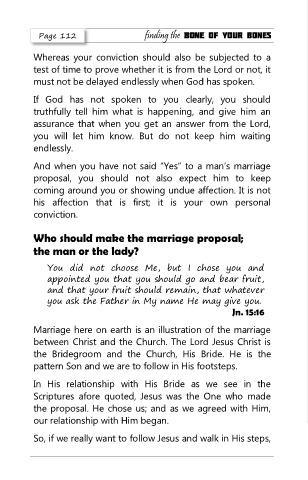 Page 112
finding the BONE OF YOUR BONES
Whereas your conviction should also be subjected to a
test of time to prove whether it is from the Lord or not, it
must not be delayed endlessly when God has spoken.
If God has not spoken to you clearly, you should
truthfully tell him what is happening, and give him an
assurance that when you get an answer from the Lord,
you will let him know. But do not keep him waiting
endlessly.
And when you have not said "Yes" to a man's marriage
proposal, you should not also expect him to keep
coming around you or showing undue affection. It is not
his affection that is first; it is your own personal
conviction.
Who should make the marriage proposal;
the man or the lady?
You did not choose Me, but I chose you and
appointed you that you should go and bear fruit,
and that your fruit should remain, that whatever
you ask the Father in My name He may give you.
Jn. 15:16
Marriage here on earth is an illustration of the marriage
between Christ and the Church. The Lord Jesus Christ is
the Bridegroom and the Church, His Bride. He is the
pattern Son and we are to follow in His footsteps.
In His relationship with His Bride as we see in the
Scriptures afore quoted, Jesus was the One who made
the proposal. He chose us; and as we agreed with Him,
our relationship with Him began.
So, if we really want to follow Jesus and walk in His steps,